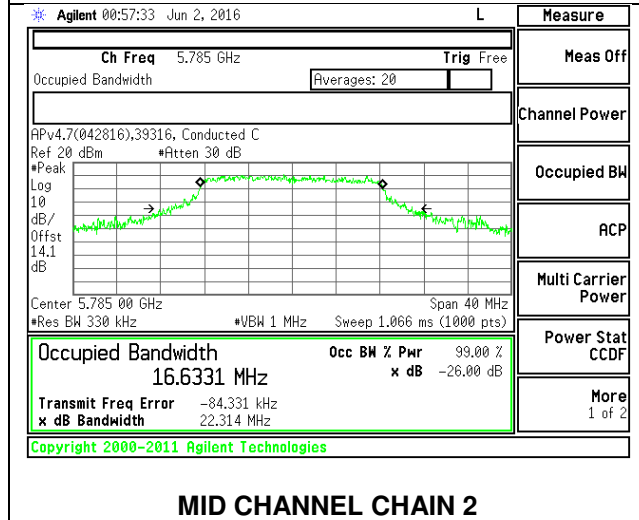 Agilent 00:57:33 Jun 2, 2016 L
Measure
Ch Freq 5.785 GHz Trig Free
Occupied Bandwidth Averages: 20
APv4.7(042816),39316, Conducted C
Ref 20 dBm #Atten 30 dB
#Peak
Log
10
dB/
Offst
14.1
dB
Center 5.785 00 GHz Span 40 MHz
#Res BW 330 kHz #VBW 1 MHz Sweep 1.066 ms (1000 pts)
Occupied Bandwidth Occ BW % Pwr 99.00 %
16.6331 MHz x dB -26.00 dB
Transmit Freq Error -84.331 kHz
x dB Bandwidth 22.314 MHz
Copyright 2000-2011 Agilent Technologies
Meas Off
Channel Power
Occupied BW
ACP
Multi Carrier
Power
Power Stat
CCDF
More
1 of 2
MID CHANNEL CHAIN 2